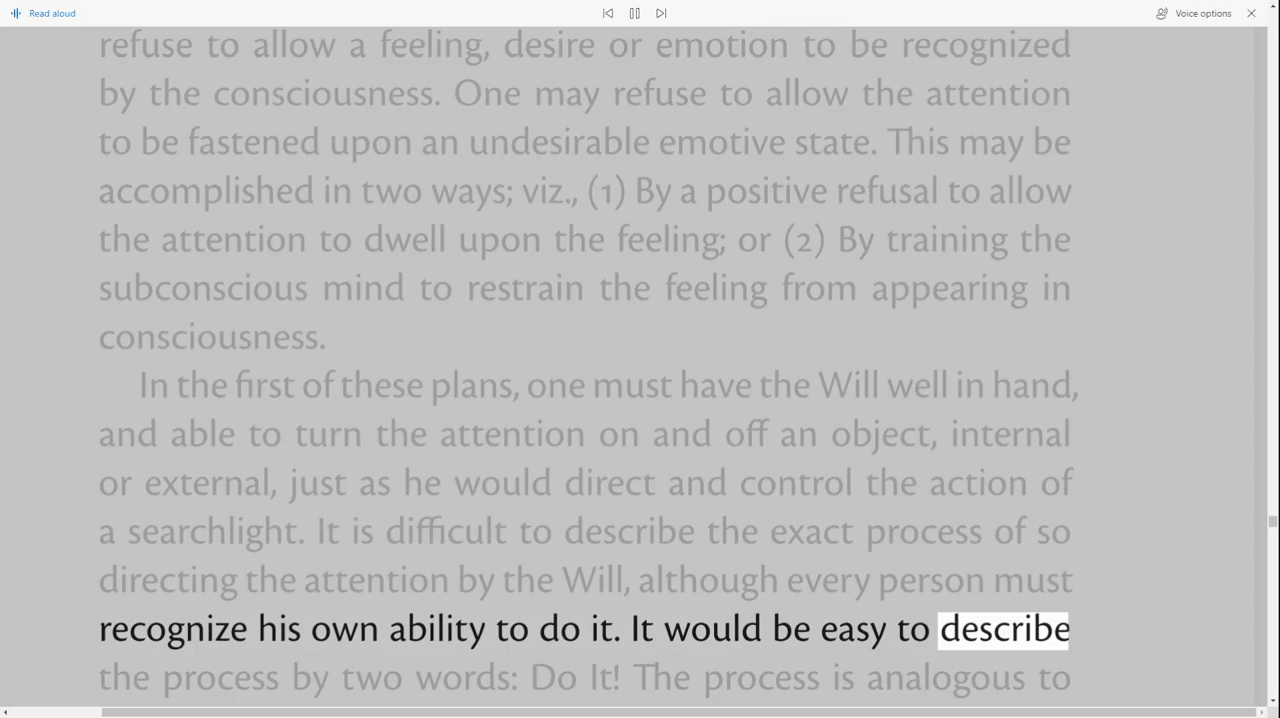 Read aloud
Voice options
refuse to allow a feeling, desire or emotion to be recognized
by the consciousness. One may refuse to allow the attention
to be fastened upon an undesirable emotive state. This may be
accomplished in two ways; viz., (1) By a positive refusal to allow
the attention to dwell upon the feeling; or (2) By training the
subconscious mind to restrain the feeling from appearing in
consciousness.
In the first of these plans, one must have the Will well in hand,
and able to turn the attention on and off an object, internal
or external, just as he would direct and control the action of
a searchlight. It is difficult to describe the exact process of so
directing the attention by the Will, although every person must
recognize his own ability to do it. It would be easy to describe
the process by two words: Do It! The process is analogous to